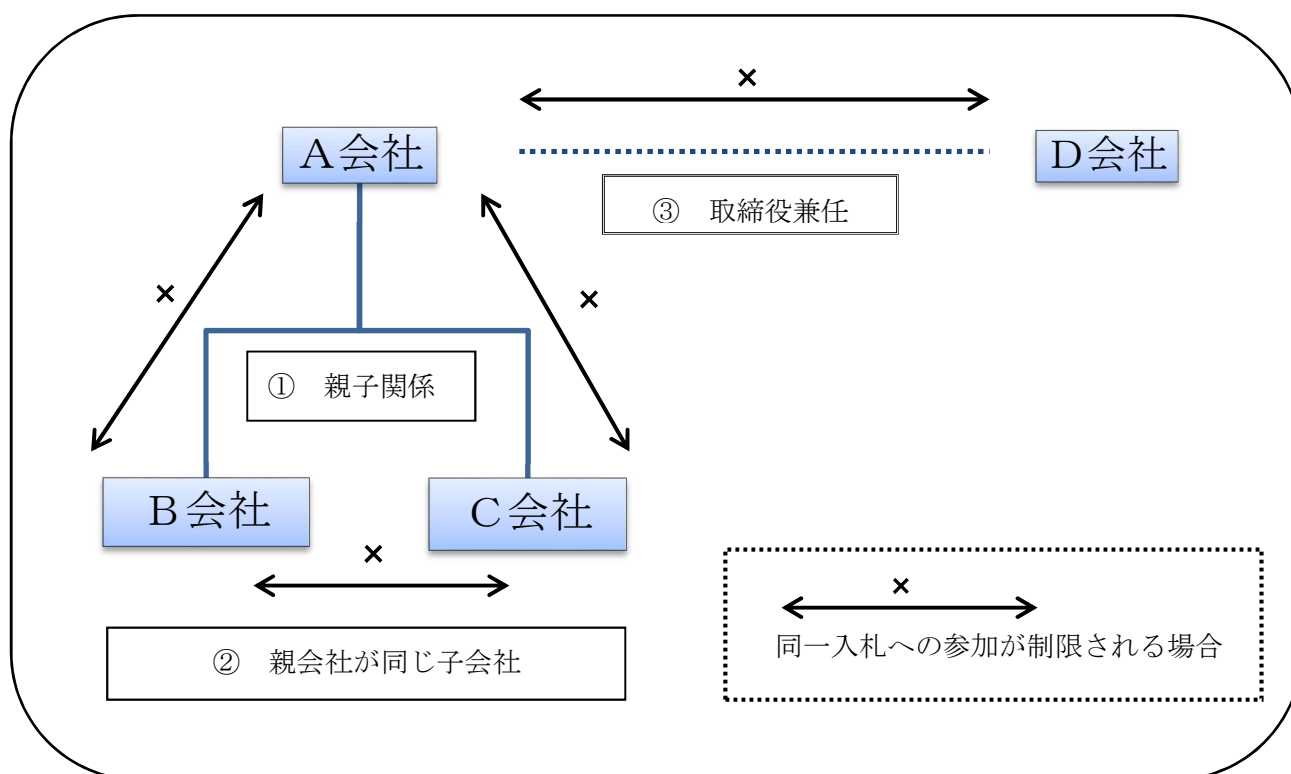 ×
A会社
D会社
③ 取締役兼任
×
×
① 親子関係
B会社
C会社
×
×
② 親会社が同じ子会社
同一入札への参加が制限される場合